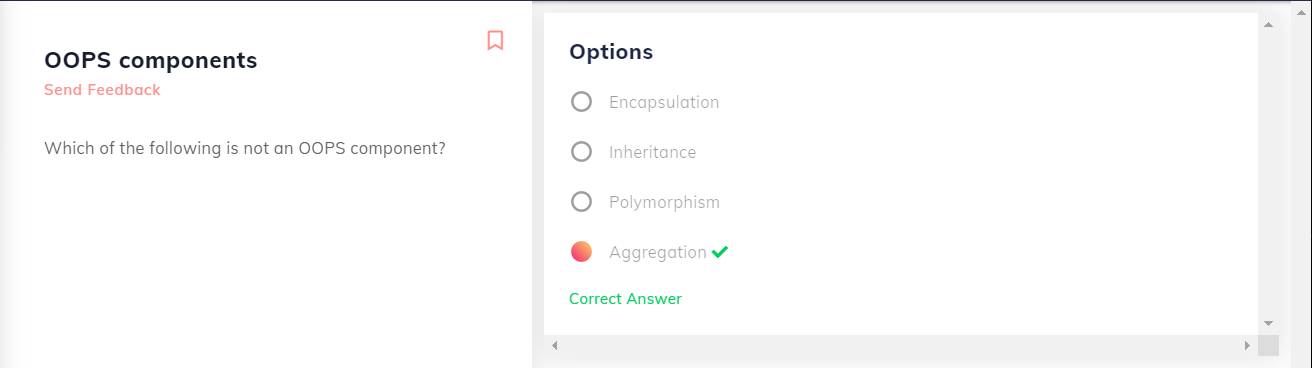 OOPS components
Send Feedback
Which of the following is not an OOPS component?
Options
Encapsulation
Inheritance
Polymorphism
Aggregation
Correct Answer